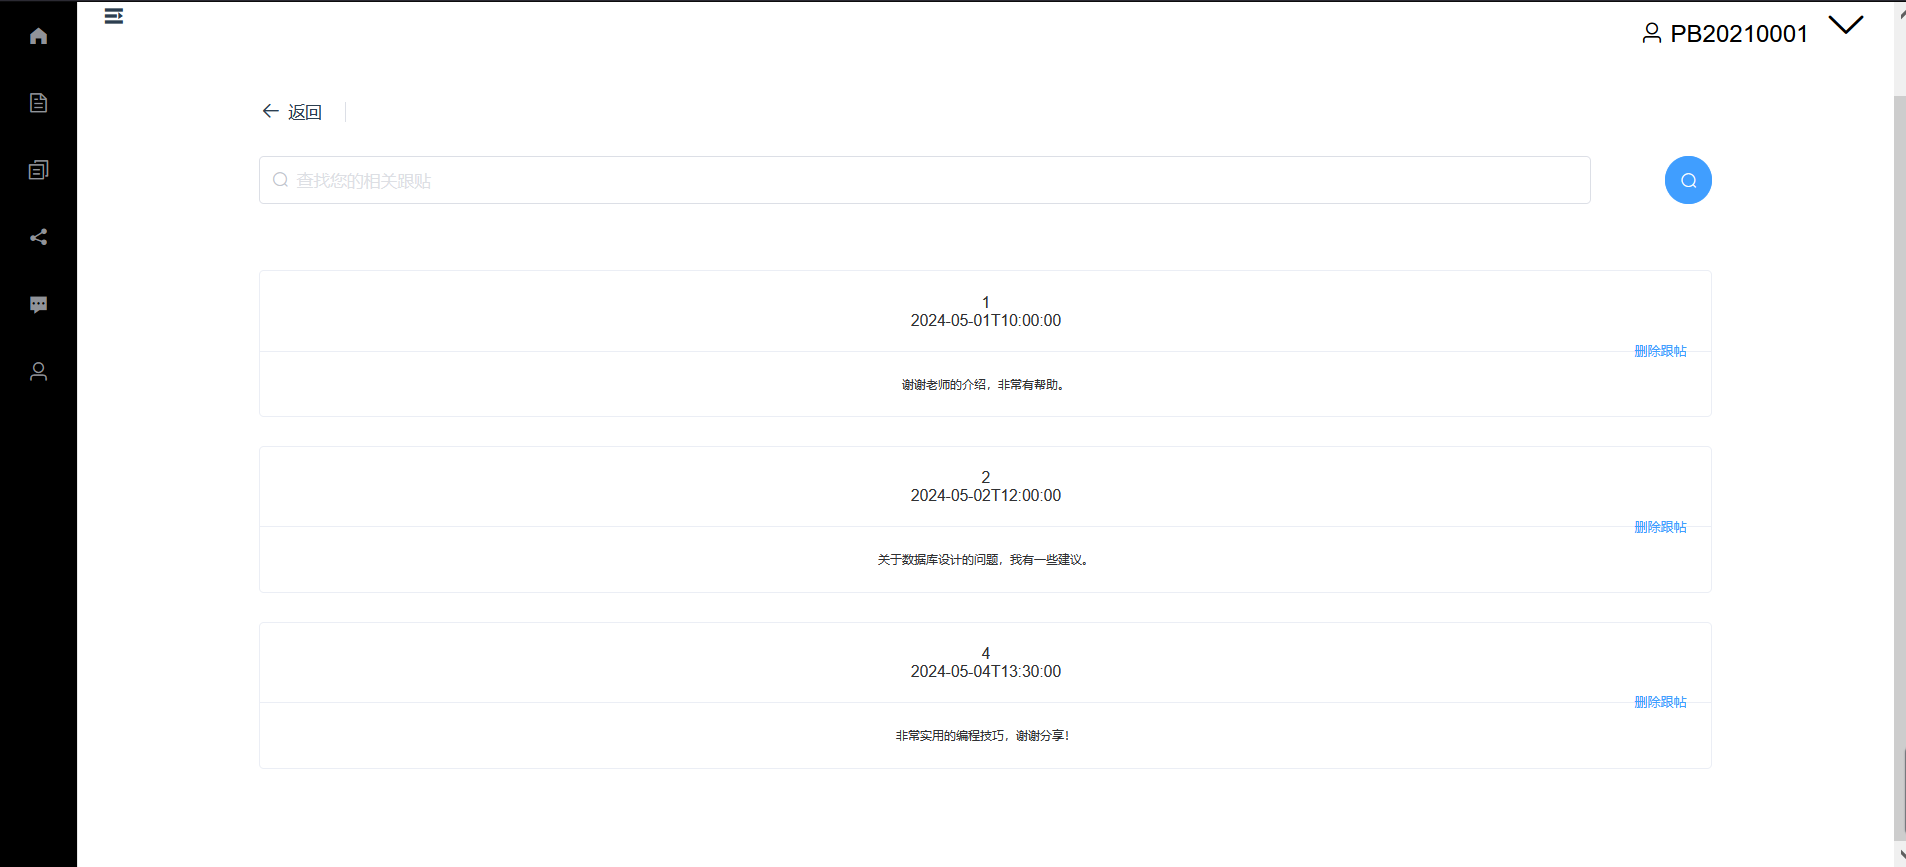 PB20210001
返回
查找您的相关跟贴
1
2024-05-01T10:00:00
删除跟帖
谢谢老师的介绍，非常有帮助。
2
2024-05-02T12:00:00
删除跟帖
关于数据库设计的问题，我有一些建议。
4
2024-05-04T13:30:00
删除跟帖
非常实用的编程技巧，谢谢分享！